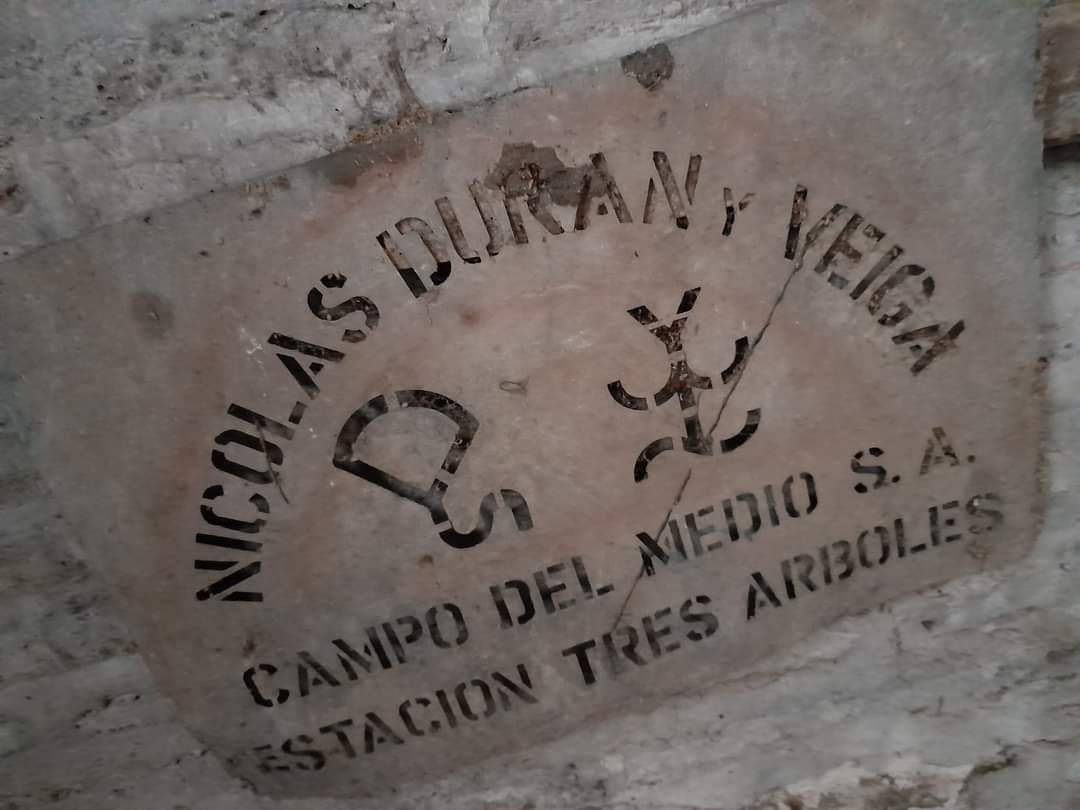 NICOLAS DURAN Y VEIGA
CAMPO DEL MEDIO S. A.
ESTACION TRES ARBOLES